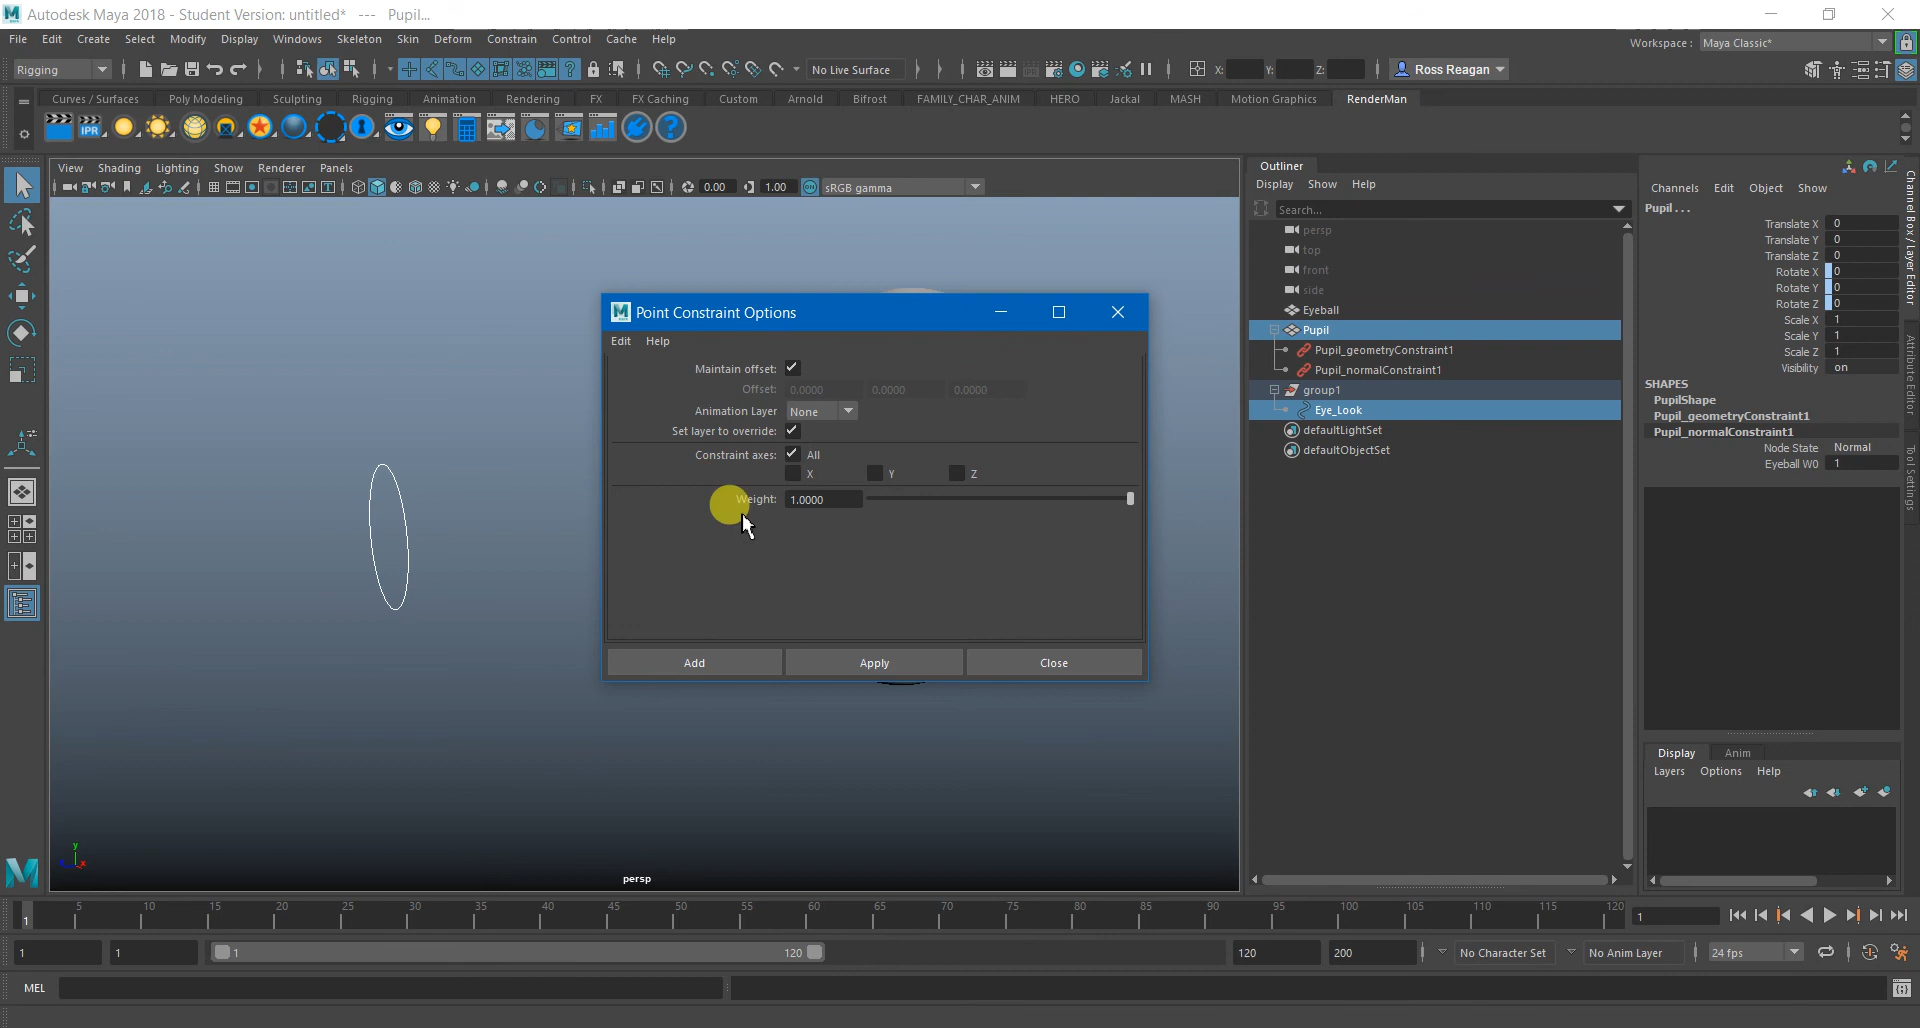 Autodesk Maya 2018 - Student Version: untitled* --- Pupil...
File Edit Create Select Modify Display Windows Skeleton Skin Deform Constrain Control Cache Help
Workspace : Maya Classic*
Rigging No Live Surface X: Y: Z: Ross Reagan
Curves / Surfaces Poly Modeling Sculpting Rigging Animation Rendering FX FX Caching Custom Arnold Bifrost FAMILY_CHAR_ANIM HERO Jackal MASH Motion Graphics RenderMan
IPR
View Shading Lighting Show Renderer Panels
0.00 1.00 ON sRGB gamma
Point Constraint Options
Edit Help
Maintain offset:
Offset: 0.0000 0.0000 0.0000
Animation Layer None
Set layer to override:
Constraint axes: All
X Y Z
Weight: 1.0000
Add Apply Close
y
x
persp
Outliner
Display Show Help
Search...
persp
top
front
side
Eyeball
Pupil
Pupil_geometryConstraint1
Pupil_normalConstraint1
group1
Eye_Look
defaultLightSet
defaultObjectSet
Channels Edit Object Show
Pupil . . .
Translate X 0
Translate Y 0
Translate Z 0
Rotate X 0
Rotate Y 0
Rotate Z 0
Scale X 1
Scale Y 1
Scale Z 1
Visibility on
SHAPES
PupilShape
Pupil_geometryConstraint1
Pupil_normalConstraint1
Node State Normal
Eyeball W0 1
Display Anim
Layers Options Help
Channel Box / Layer Editor
Attribute Editor
Tool Settings
1 5 10 15 20 25 30 35 40 45 50 55 60 65 70 75 80 85 90 95 100 105 110 115 120 1
1 1 1 120 120 200 No Character Set No Anim Layer 24 fps
MEL